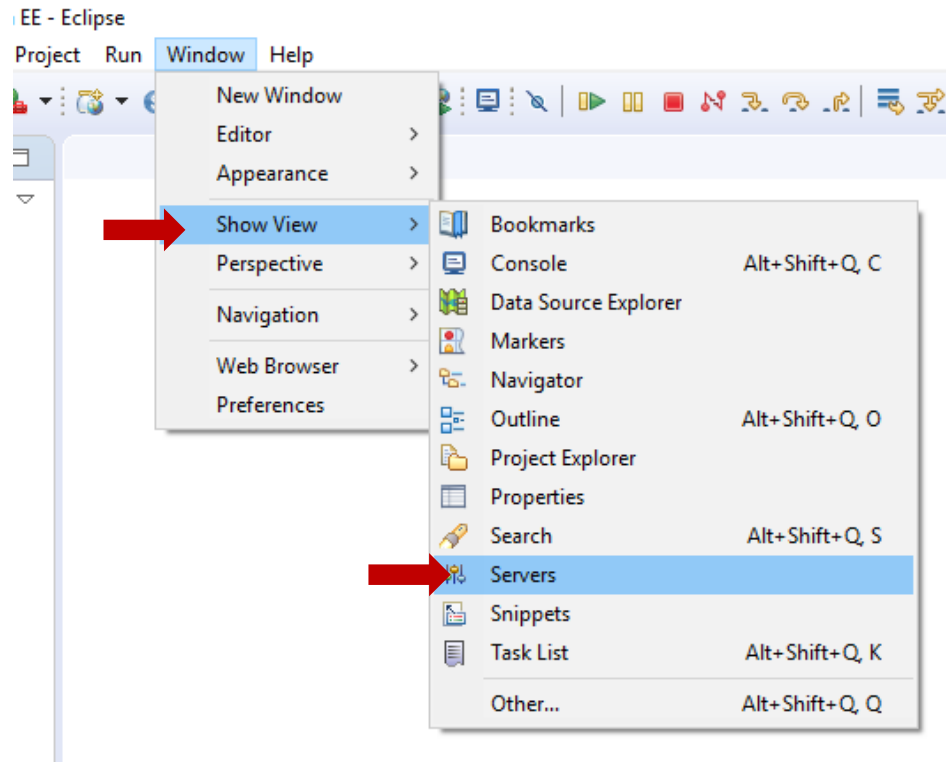 EE - Eclipse
Project Run Window Help
New Window
Editor
Appearance
Show View
Perspective
Navigation
Web Browser
Preferences
Bookmarks
Console Alt+Shift+Q, C
Data Source Explorer
Markers
Navigator
Outline Alt+Shift+Q, O
Project Explorer
Properties
Search Alt+Shift+Q, S
Servers
Snippets
Task List Alt+Shift+Q, K
Other... Alt+Shift+Q, Q